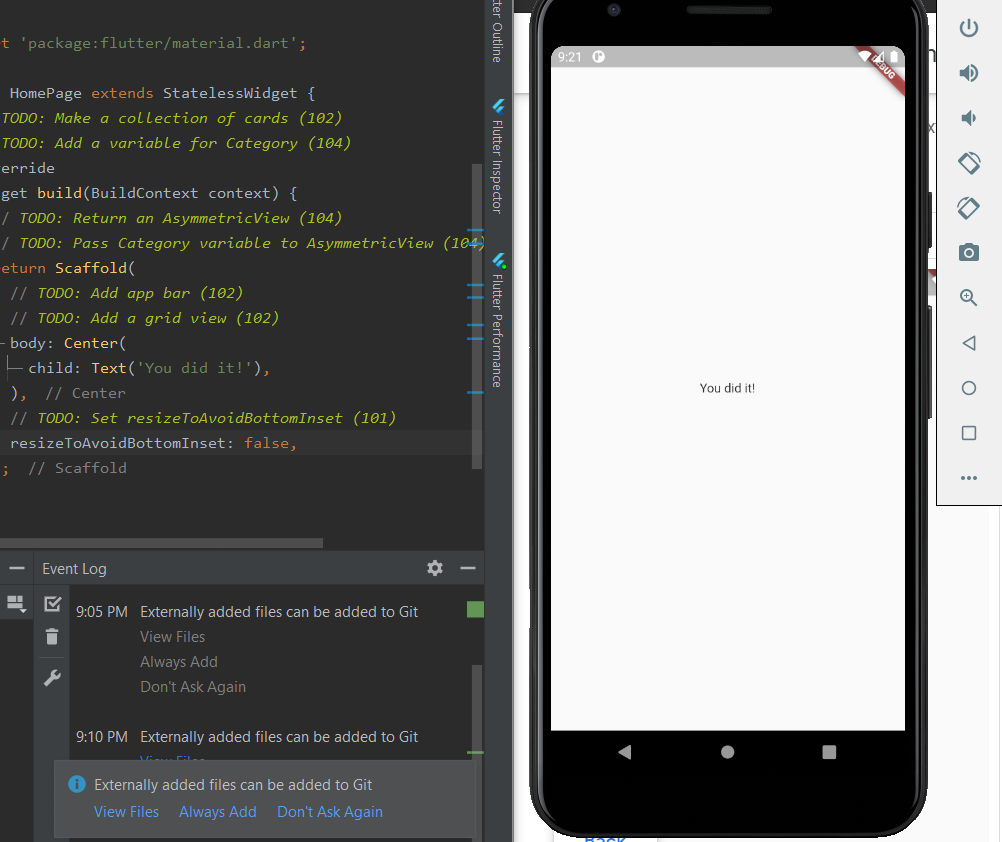 t 'package:flutter/material.dart';
HomePage extends StatelessWidget {
TODO: Make a collection of cards (102)
TODO: Add a variable for Category (104)
erride
get build(BuildContext context) {
/ TODO: Return an AsymmetricView (104)
/ TODO: Pass Category variable to AsymmetricView (104)
eturn Scaffold(
// TODO: Add app bar (102)
// TODO: Add a grid view (102)
body: Center(
child: Text('You did it!'),
), // Center
// TODO: Set resizeToAvoidBottomInset (101)
resizeToAvoidBottomInset: false,
; // Scaffold
tter Outline
Flutter Inspector
Flutter Performance
Event Log
9:05 PM Externally added files can be added to Git
View Files
Always Add
Don't Ask Again
9:10 PM Externally added files can be added to Git
View Files
Externally added files can be added to Git
View Files Always Add Don't Ask Again
9:21
DEBUG
You did it!
Back